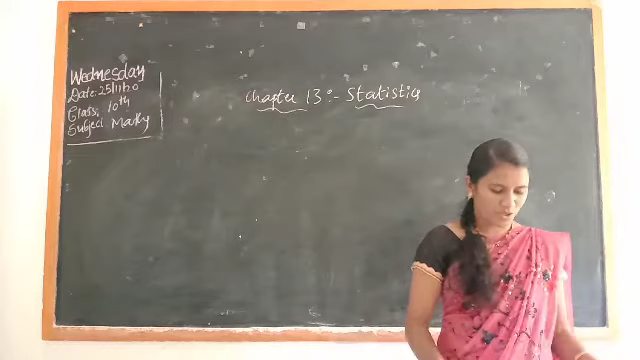 Wednesday
Date: 25/11/20
Class: 10th
Subject: Maths
Chapter 13:- Statistics